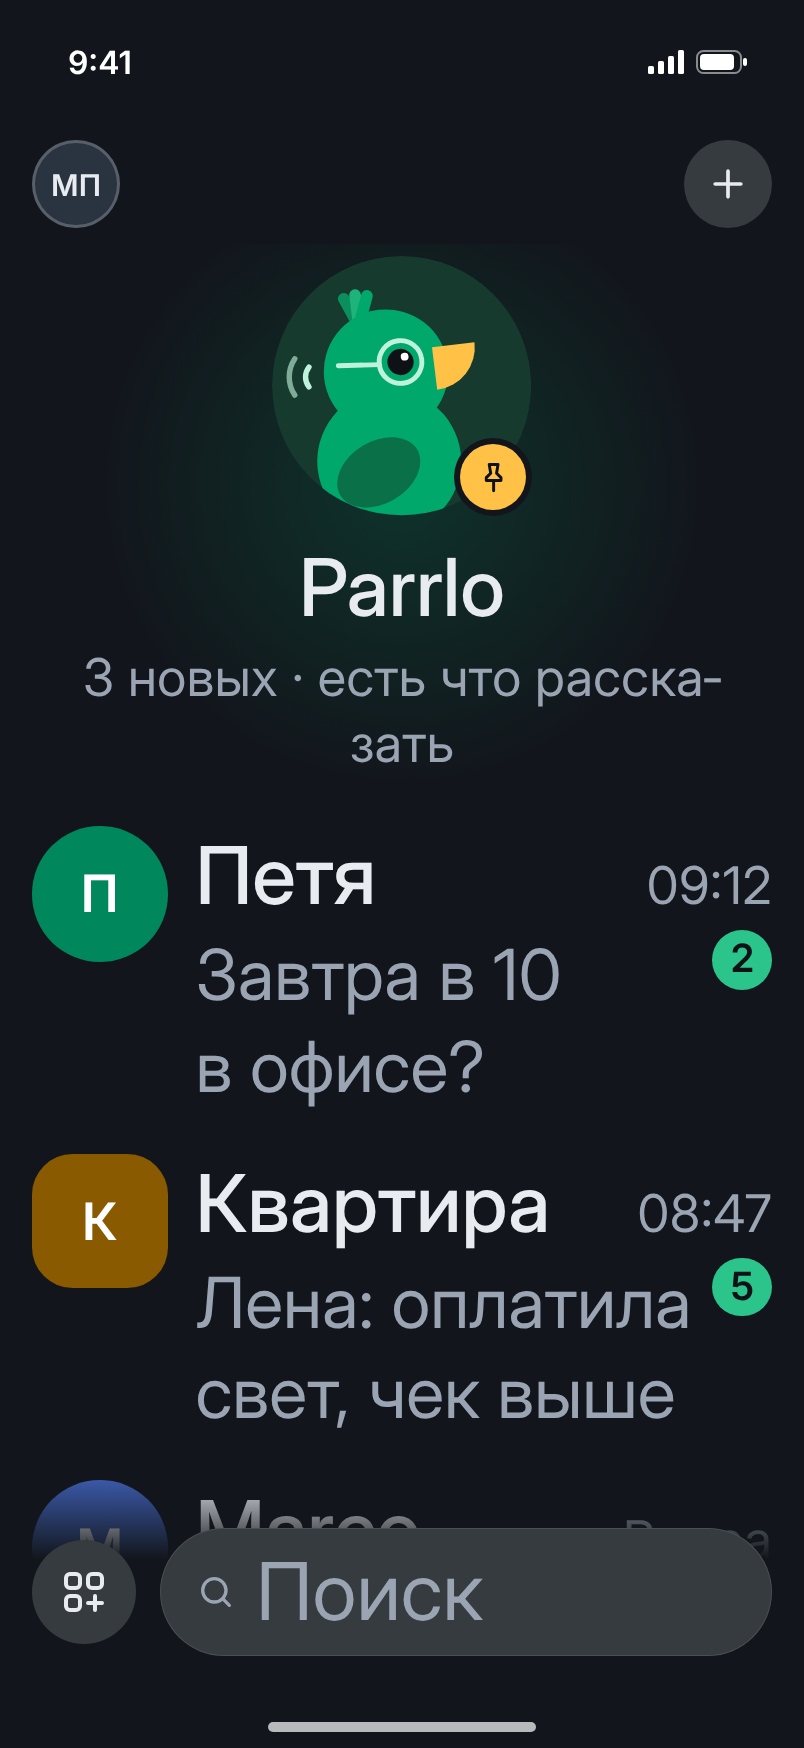 9:41
МП
Parrlo
3 новых · есть что расска-
зать
П
Петя
09:12
Завтра в 10
2
в офисе?
К
Квартира
08:47
Лена: оплатила
5
свет, чек выше
М
Поиск